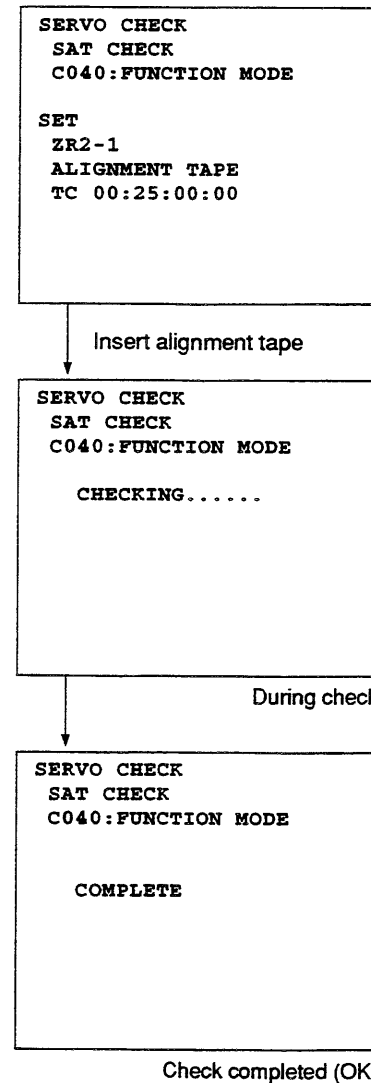 SERVO CHECK
SAT CHECK
C040:FUNCTION MODE
SET
ZR2-1
ALIGNMENT TAPE
TC 00:25:00:00
Insert alignment tape
SERVO CHECK
SAT CHECK
C040:FUNCTION MODE
CHECKING......
During check
SERVO CHECK
SAT CHECK
C040:FUNCTION MODE
COMPLETE
Check completed (OK